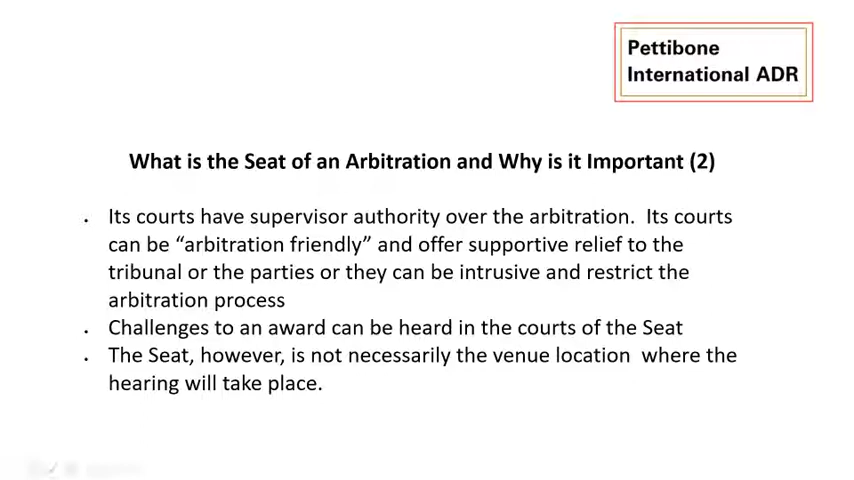 Pettibone
International ADR
What is the Seat of an Arbitration and Why is it Important (2)
• Its courts have supervisor authority over the arbitration. Its courts
can be “arbitration friendly” and offer supportive relief to the
tribunal or the parties or they can be intrusive and restrict the
arbitration process
• Challenges to an award can be heard in the courts of the Seat
• The Seat, however, is not necessarily the venue location where the
hearing will take place.